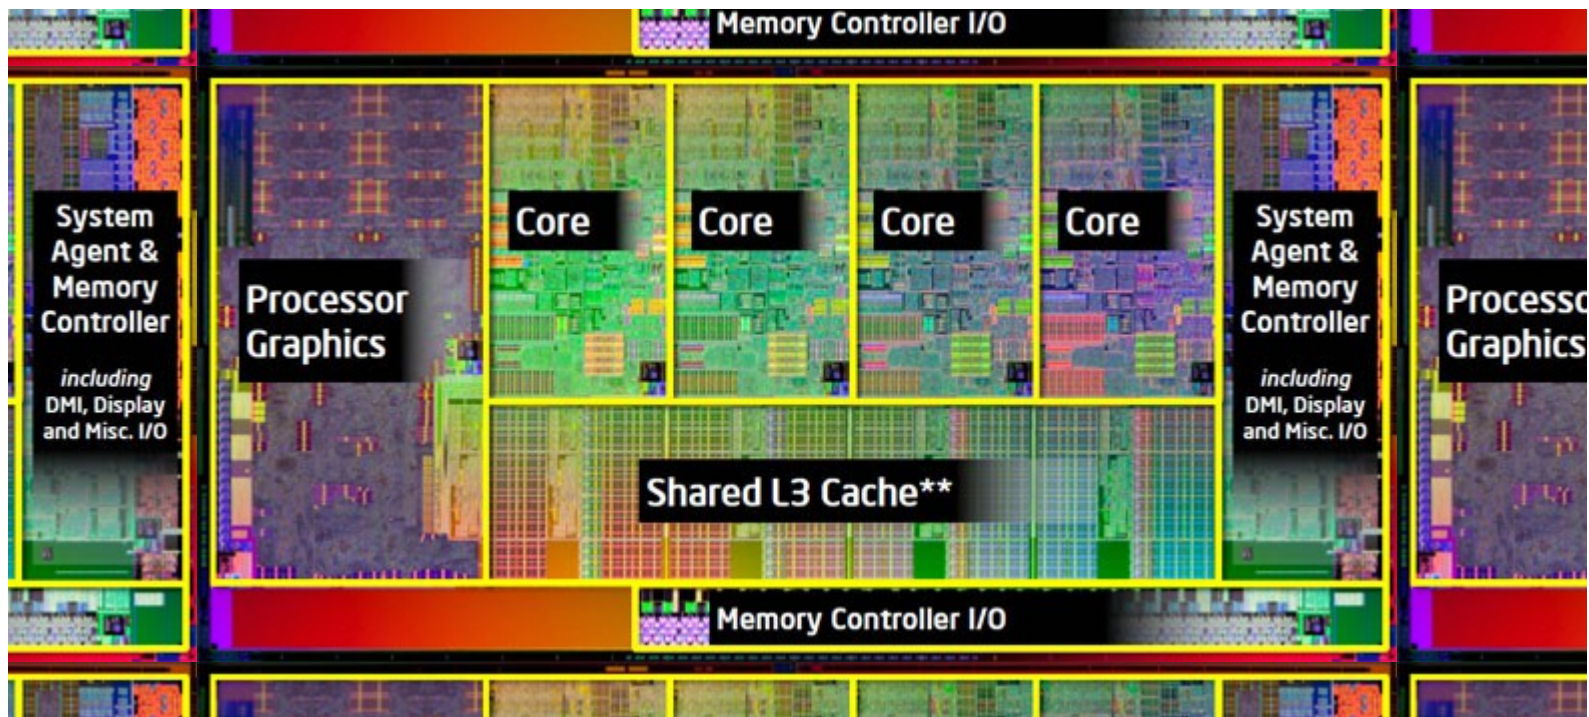 Memory Controller I/O
System
Agent &
Memory
Controller
including
DMI, Display
and Misc. I/O
Processor
Graphics
Core
Core
Core
Core
Shared L3 Cache**
System
Agent &
Memory
Controller
including
DMI, Display
and Misc. I/O
Graphics
Memory Controller I/O